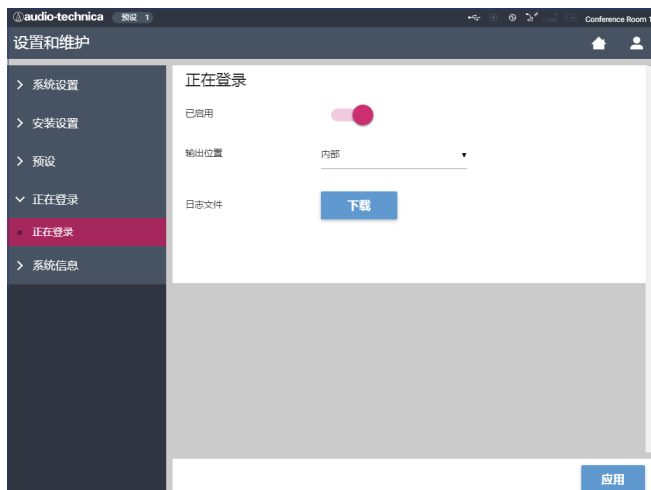 audio-technica 预设 1 Conference Room 1
设置和维护
系统设置
安装设置
预设
正在登录
正在登录
系统信息
正在登录
已启用
输出位置 内部
日志文件 下载
应用